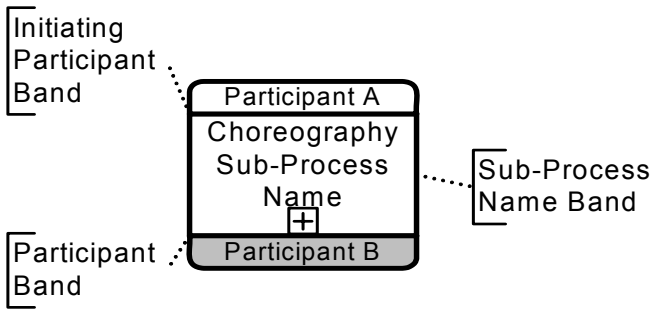 Initiating
Participant
Band
Participant A
Choreography
Sub-Process
Name
Sub-Process
Name Band
Participant B
Participant
Band